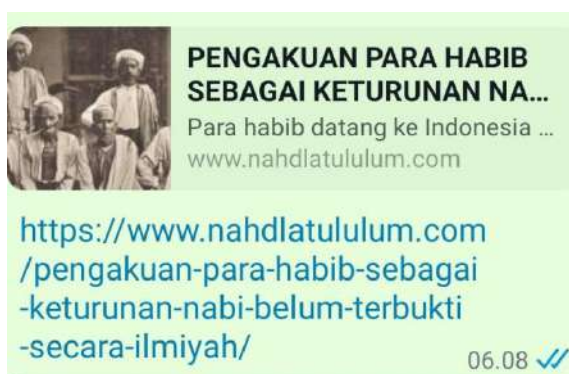 PENGAKUAN PARA HABIB
SEBAGAI KETURUNAN NA...
Para habib datang ke Indonesia ...
www.nahdlatululum.com
https://www.nahdlatululum.com
/pengakuan-para-habib-sebagai
-keturunan-nabi-belum-terbukti
-secara-ilmiyah/
06.08